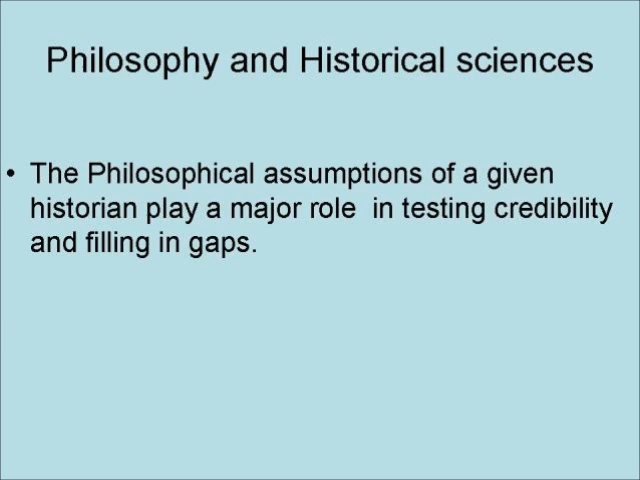 Philosophy and Historical sciences
• The Philosophical assumptions of a given
historian play a major role  in testing credibility
and filling in gaps.